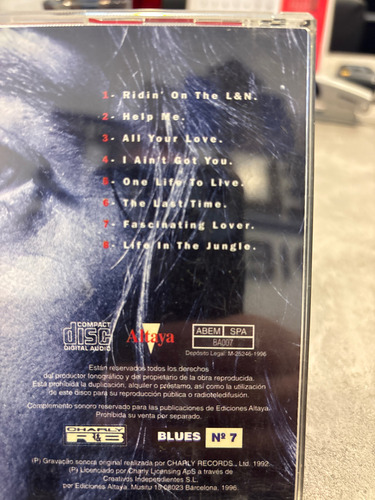 1- Ridin' On The L&N.
2- Help Me.
3- All Your Love.
4- I Ain't Got You.
5- One Life To Live.
6- The Last Time.
7- Fascinating Lover.
8- Life In The Jungle.
COMPACT
disc
DIGITAL AUDIO
Altaya
ABEM SPA
BA007
Depósito Legal: M-25246-1996
Están reservados todos los derechos
del productor fonográfico y del propietario de la obra reproducida.
Está prohibida la duplicación, alquiler o préstamo, así como la utilización
de este disco para su reproducción pública o radioteledifusión.
Complemento sonoro reservado para las publicaciones de Ediciones Altaya.
Prohibida su venta por separado.
CHARLY
R&B
BLUES Nº 7
(P) Gravação sonora original realizada por CHARLY RECORDS., Ltd. 1992.
(P) Licenciado por Charly Licensing ApS a través de
Creativis Independientes S.L.
por Ediciones Altaya. Musitu 15 08023 Barcelona, 1996.